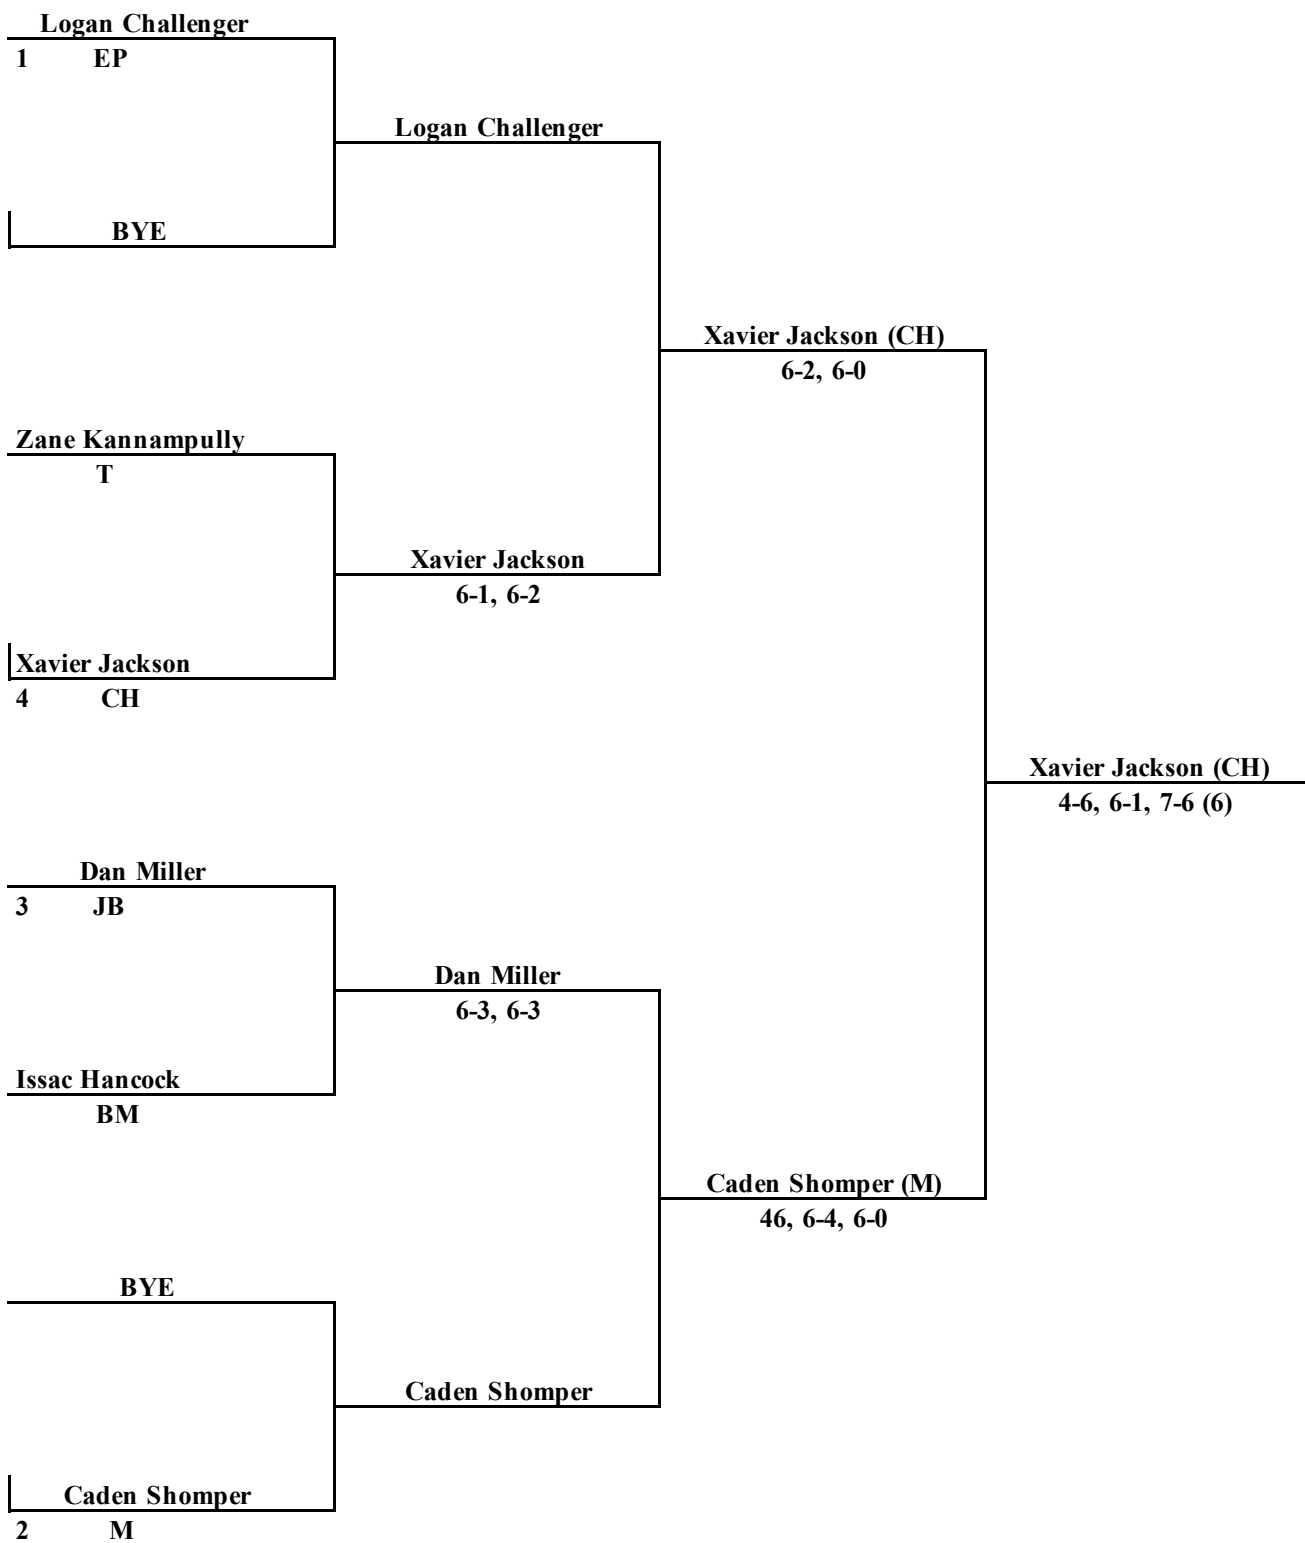 Logan Challenger
1 EP
Logan Challenger
BYE
Xavier Jackson (CH)
6-2, 6-0
Zane Kannampully
T
Xavier Jackson
6-1, 6-2
Xavier Jackson
4 CH
Xavier Jackson (CH)
4-6, 6-1, 7-6 (6)
Dan Miller
3 JB
Dan Miller
6-3, 6-3
Issac Hancock
BM
Caden Shomper (M)
46, 6-4, 6-0
BYE
Caden Shomper
Caden Shomper
2 M